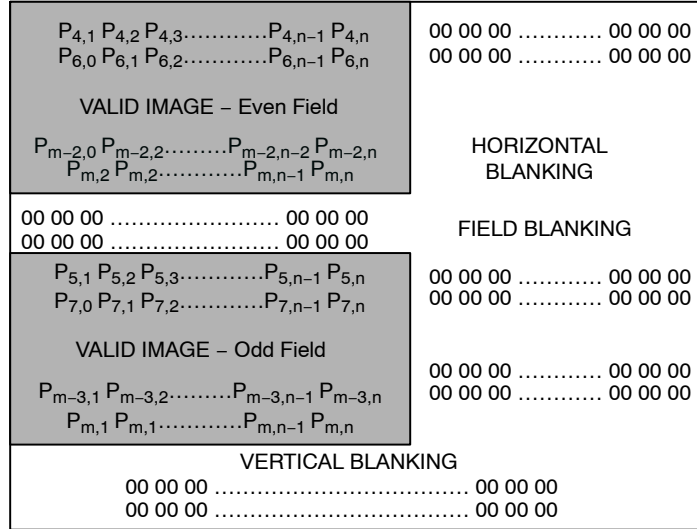 P4,1 P4,2 P4,3…………P4,n−1 P4,n 00 00 00 ………… 00 00 00
P6,0 P6,1 P6,2…………P6,n−1 P6,n 00 00 00 ………… 00 00 00
VALID IMAGE − Even Field
Pm−2,0 Pm−2,2………Pm−2,n−2 Pm−2,n
Pm,2 Pm,2…………Pm,n−1 Pm,n
HORIZONTAL
BLANKING
00 00 00 …………………… 00 00 00
00 00 00 …………………… 00 00 00
FIELD BLANKING
P5,1 P5,2 P5,3…………P5,n−1 P5,n 00 00 00 ………… 00 00 00
P7,0 P7,1 P7,2…………P7,n−1 P7,n 00 00 00 ………… 00 00 00
VALID IMAGE − Odd Field
00 00 00 ………… 00 00 00
00 00 00 ………… 00 00 00
Pm−3,1 Pm−3,2………Pm−3,n−1 Pm−3,n
Pm,1 Pm,1…………Pm,n−1 Pm,n
VERTICAL BLANKING
00 00 00 ……………………………… 00 00 00
00 00 00 ……………………………… 00 00 00